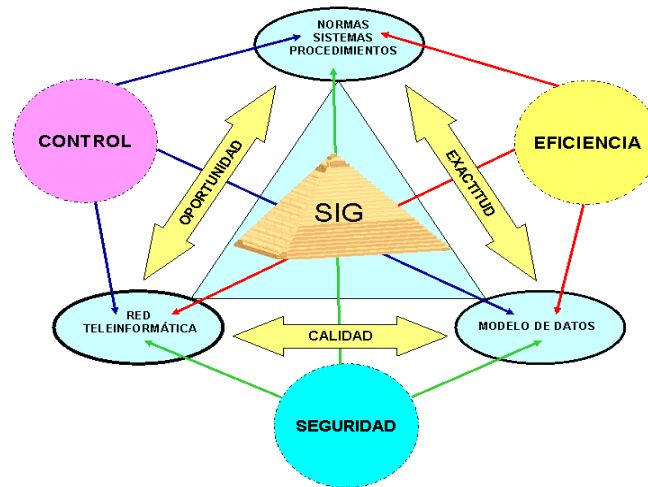 NORMAS
SISTEMAS
PROCEDIMIENTOS
CONTROL
EFICIENCIA
OPORTUNIDAD
EXACTITUD
SIG
RED
TELEINFORMÁTICA
CALIDAD
MODELO DE DATOS
SEGURIDAD